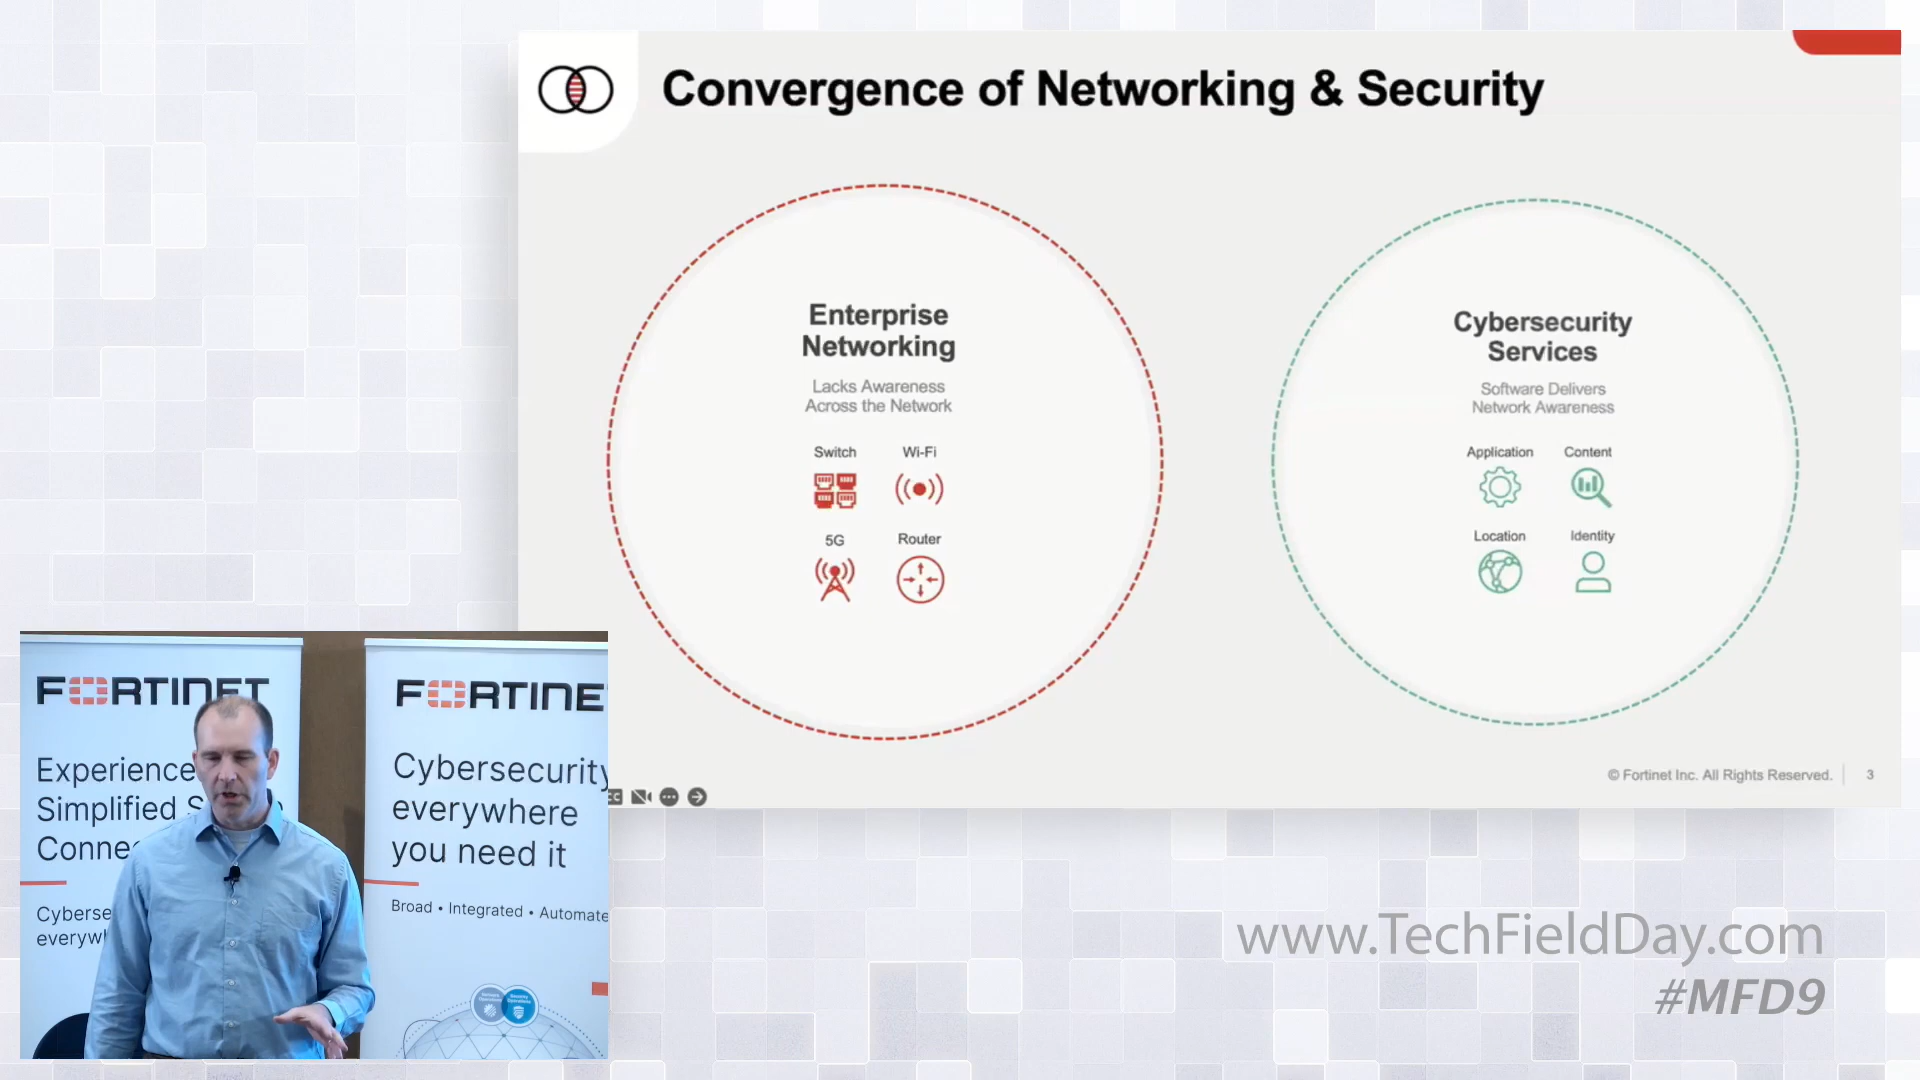 Convergence of Networking & Security
Enterprise
Networking
Lacks Awareness
Across the Network
Switch
Wi-Fi
5G
Router
Cybersecurity
Services
Software Delivers
Network Awareness
Application
Content
Location
Identity
© Fortinet Inc. All Rights Reserved.
3
FORTINET
Experience
Simplified S
Connec
Cyberse
everywh
FORTINE
Cybersecurity
everywhere
you need it
Broad • Integrated • Automate
www.TechFieldDay.com
#MFD9